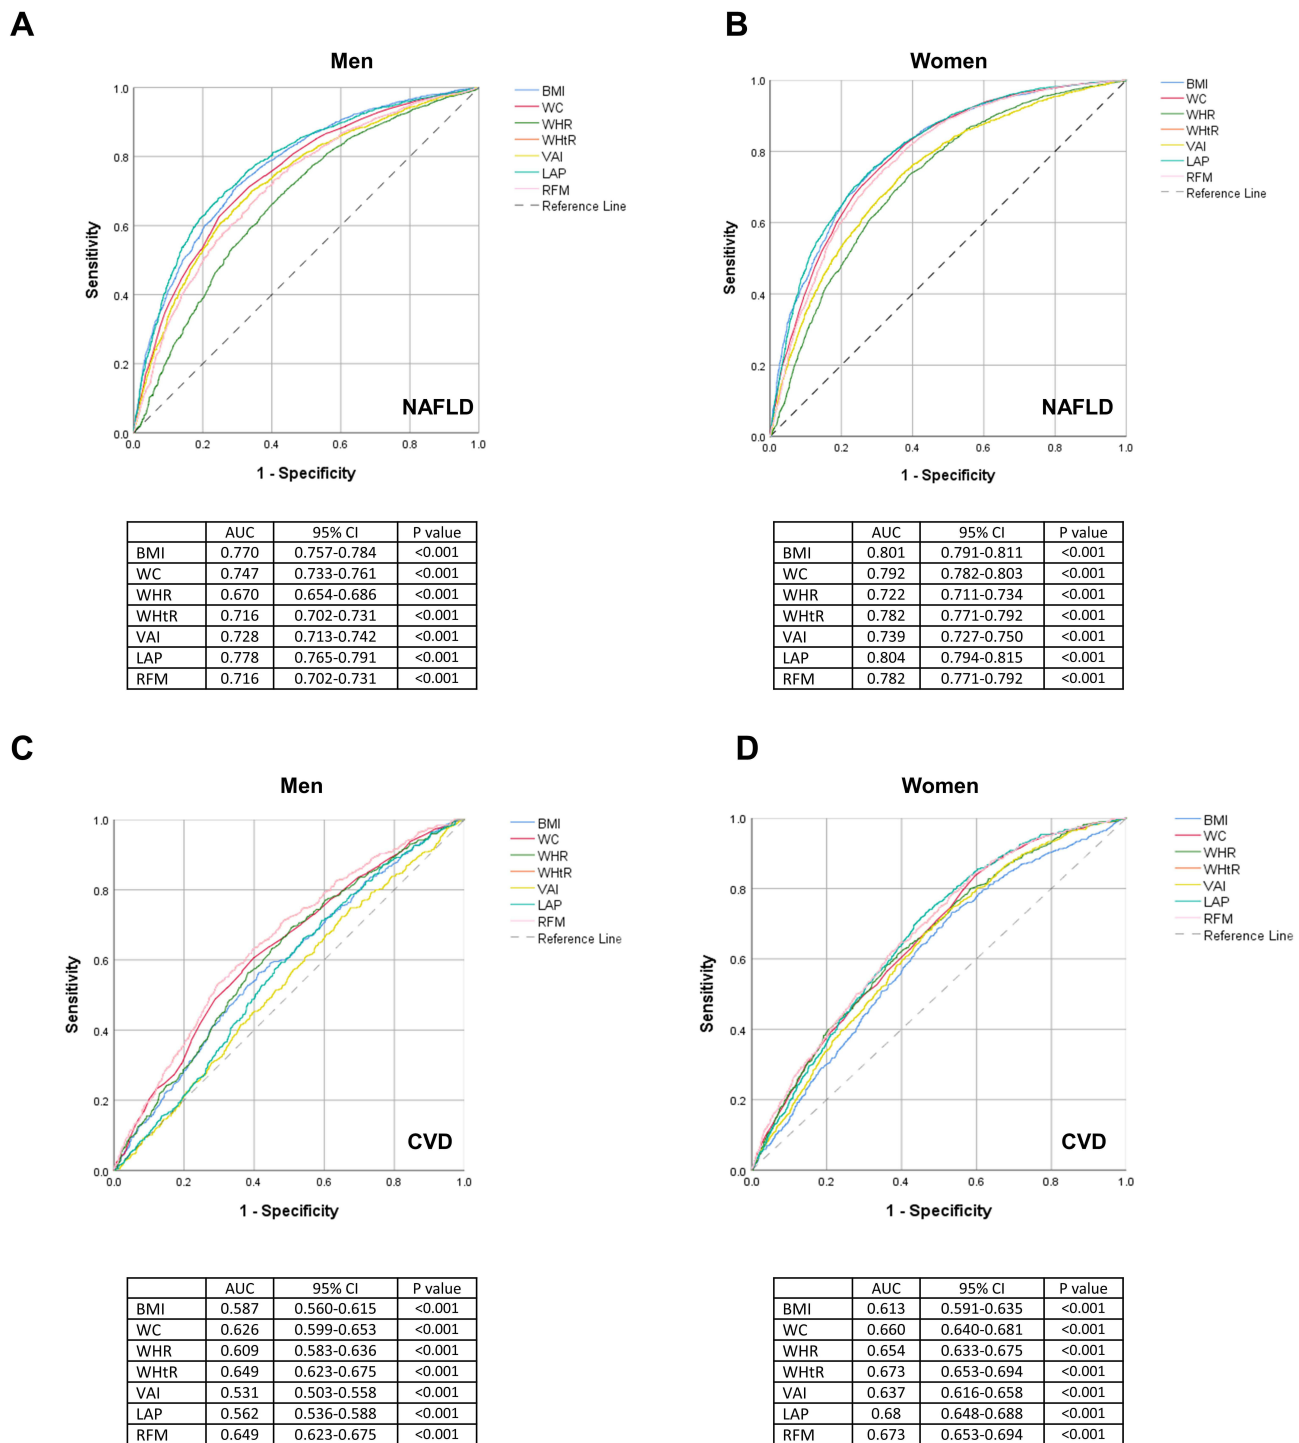 A
Men
1.0
0.8
0.6
0.4
0.2
0.0
0.0 0.2 0.4 0.6 0.8 1.0
Sensitivity
1 - Specificity
NAFLD
BMI
WC
WHR
WHtR
VAI
LAP
RFM
Reference Line
AUC 95% CI P value
BMI 0.770 0.757-0.784 <0.001
WC 0.747 0.733-0.761 <0.001
WHR 0.670 0.654-0.686 <0.001
WHtR 0.716 0.702-0.731 <0.001
VAI 0.728 0.713-0.742 <0.001
LAP 0.778 0.765-0.791 <0.001
RFM 0.716 0.702-0.731 <0.001
B
Women
1.0
0.8
0.6
0.4
0.2
0.0
0.0 0.2 0.4 0.6 0.8 1.0
Sensitivity
1 - Specificity
NAFLD
BMI
WC
WHR
WHtR
VAI
LAP
RFM
Reference Line
AUC 95% CI P value
BMI 0.801 0.791-0.811 <0.001
WC 0.792 0.782-0.803 <0.001
WHR 0.722 0.711-0.734 <0.001
WHtR 0.782 0.771-0.792 <0.001
VAI 0.739 0.727-0.750 <0.001
LAP 0.804 0.794-0.815 <0.001
RFM 0.782 0.771-0.792 <0.001
C
Men
1.0
0.8
0.6
0.4
0.2
0.0
0.0 0.2 0.4 0.6 0.8 1.0
Sensitivity
1 - Specificity
CVD
BMI
WC
WHR
WHtR
VAI
LAP
RFM
Reference Line
AUC 95% CI P value
BMI 0.587 0.560-0.615 <0.001
WC 0.626 0.599-0.653 <0.001
WHR 0.609 0.583-0.636 <0.001
WHtR 0.649 0.623-0.675 <0.001
VAI 0.531 0.503-0.558 <0.001
LAP 0.562 0.536-0.588 <0.001
RFM 0.649 0.623-0.675 <0.001
D
Women
1.0
0.8
0.6
0.4
0.2
0.0
0.0 0.2 0.4 0.6 0.8 1.0
Sensitivity
1 - Specificity
CVD
BMI
WC
WHR
WHtR
VAI
LAP
RFM
Reference Line
AUC 95% CI P value
BMI 0.613 0.591-0.635 <0.001
WC 0.660 0.640-0.681 <0.001
WHR 0.654 0.633-0.675 <0.001
WHtR 0.673 0.653-0.694 <0.001
VAI 0.637 0.616-0.658 <0.001
LAP 0.68 0.648-0.688 <0.001
RFM 0.673 0.653-0.694 <0.001